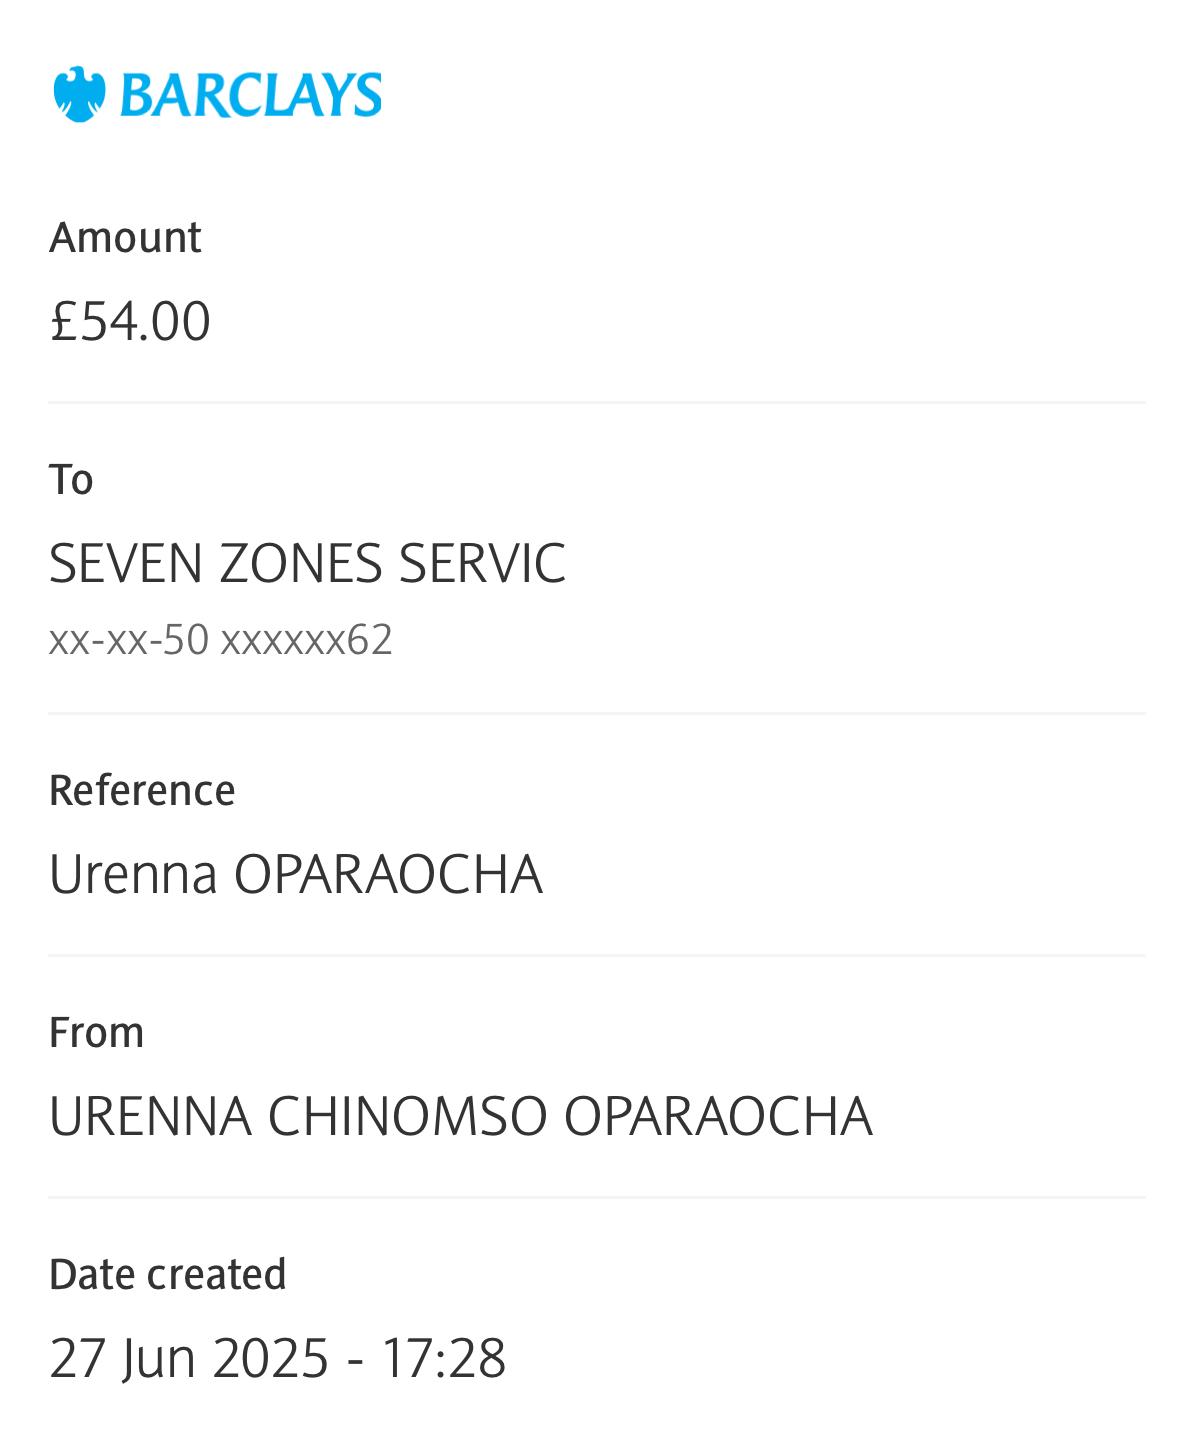 BARCLAYS
Amount
£54.00
To
SEVEN ZONES SERVIC
xx-xx-50 xxxxxx62
Reference
Urenna OPARAOCHA
From
URENNA CHINOMSO OPARAOCHA
Date created
27 Jun 2025 - 17:28